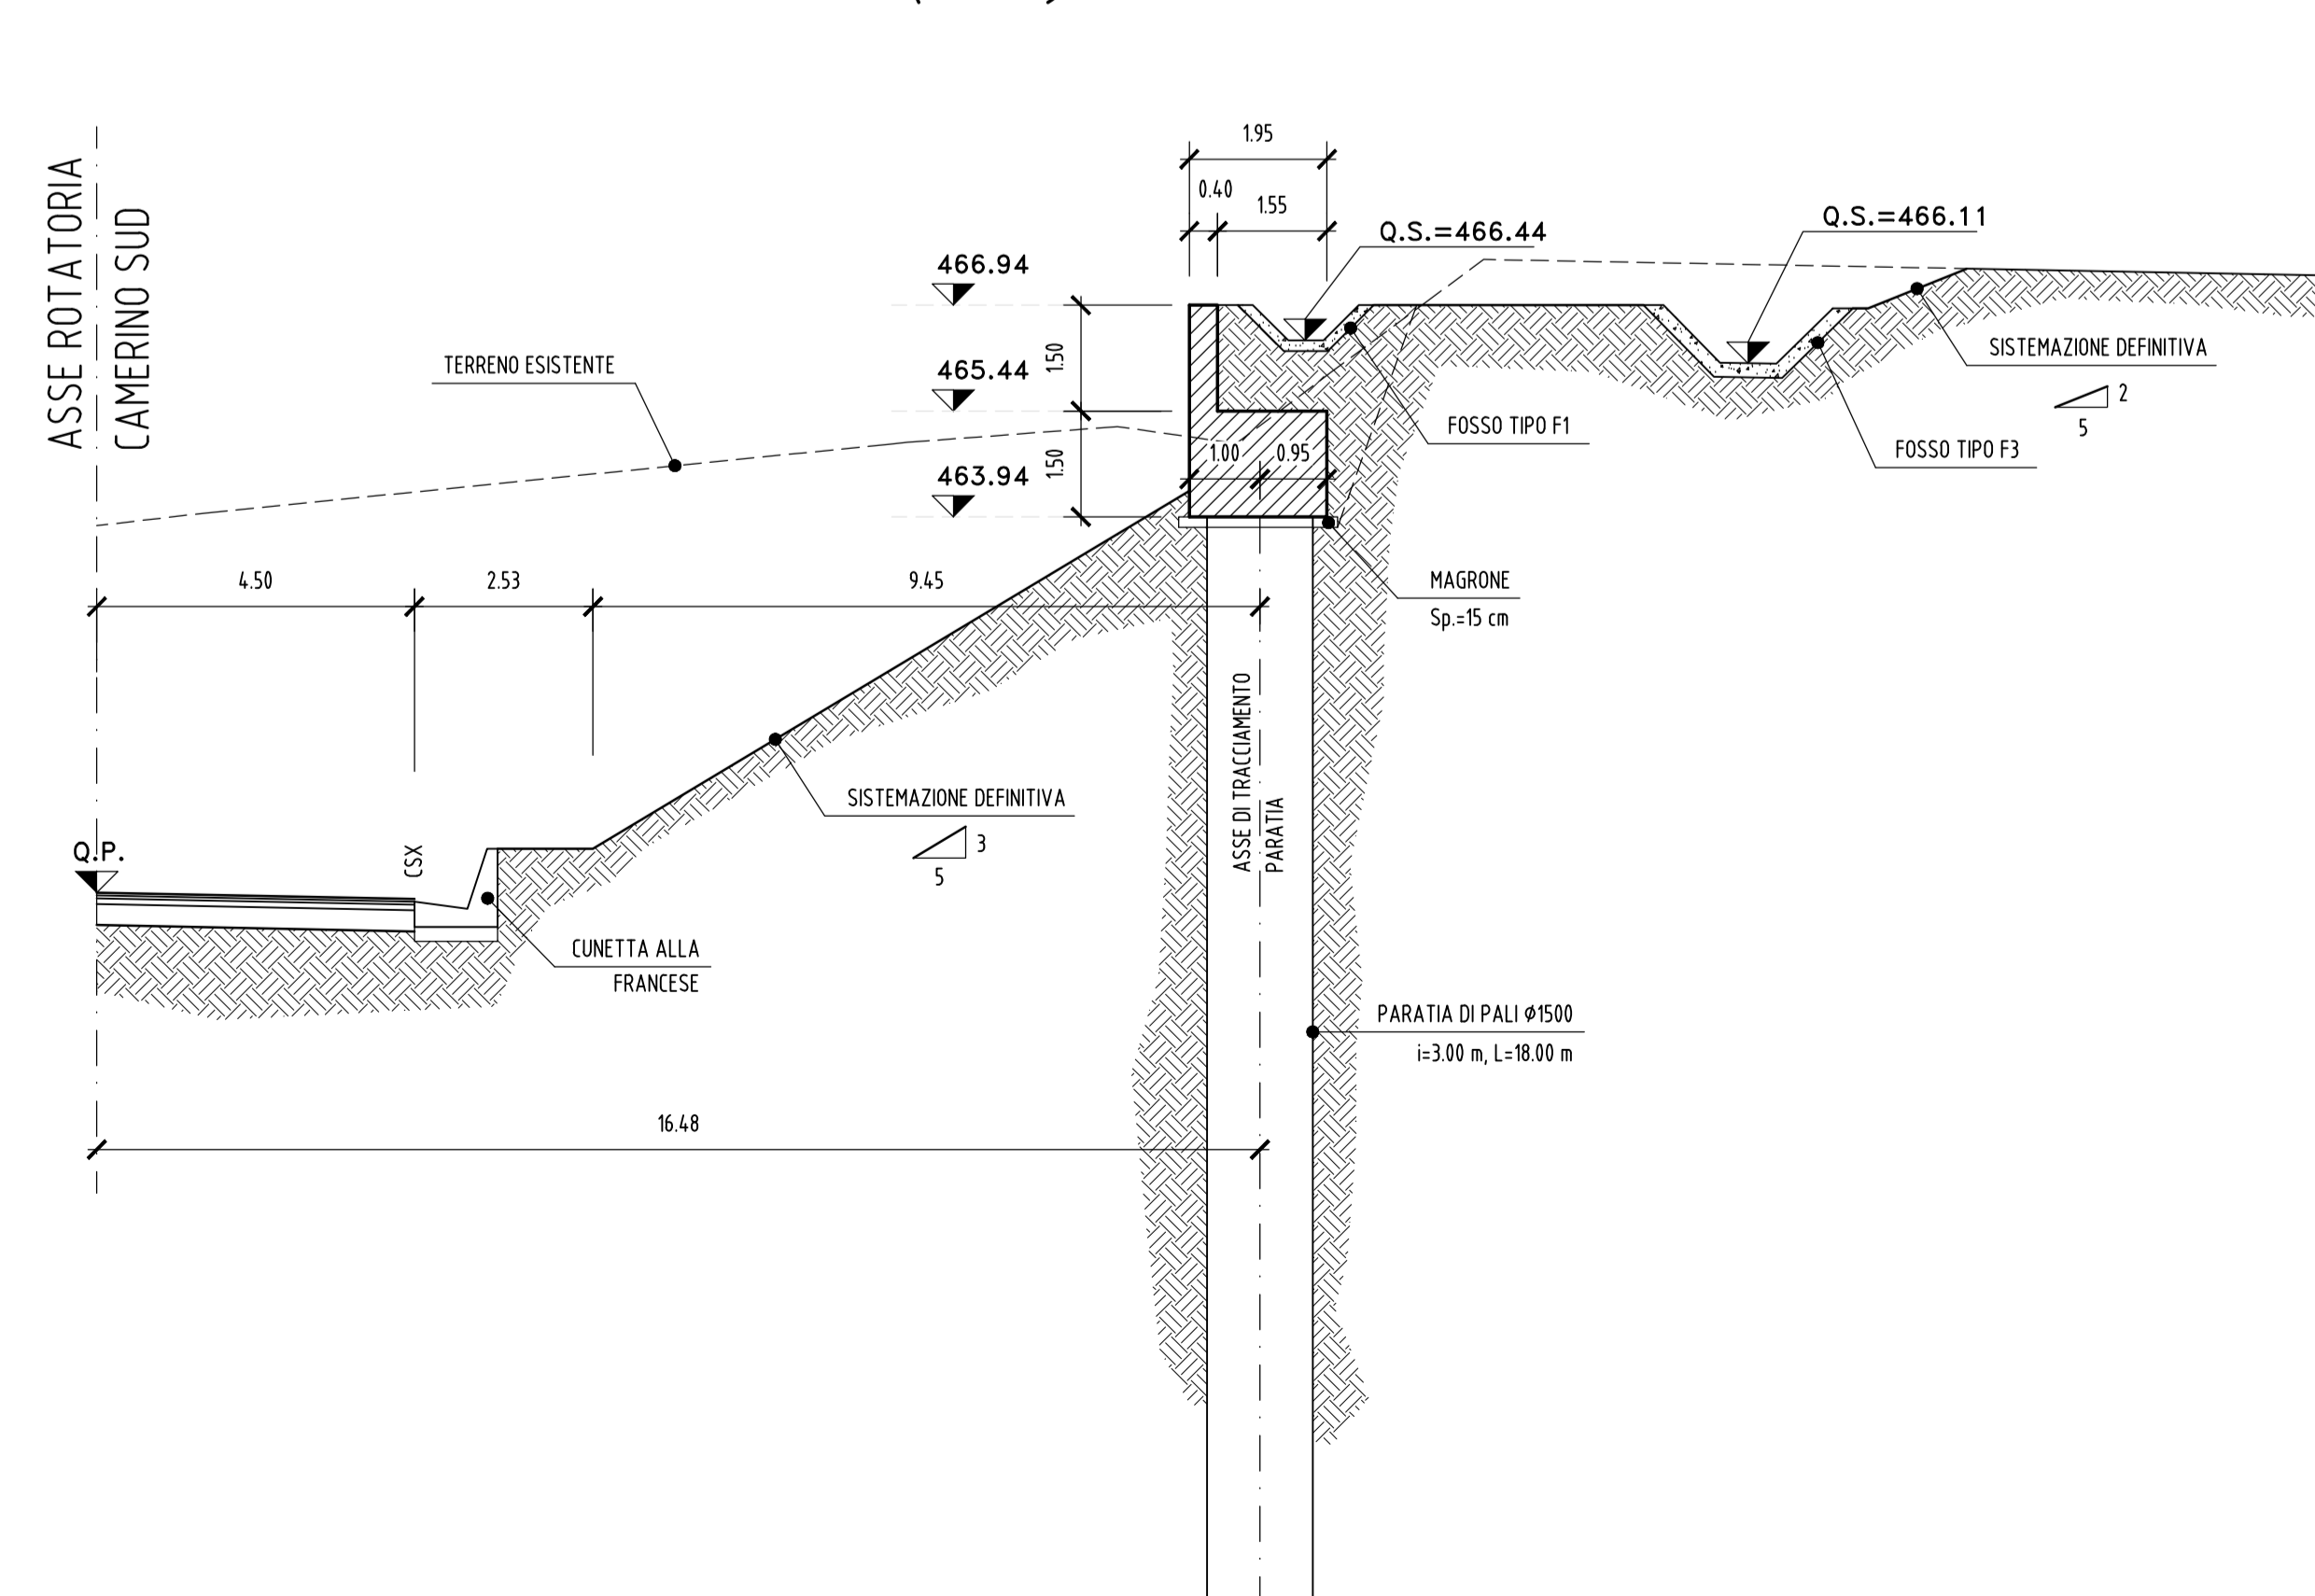 ASSE ROTATORIA
CAMERINO SUD
1.95
0.40
1.55
Q.S.=466.44
Q.S.=466.11
466.94
465.44
463.94
1.50
1.50
TERRENO ESISTENTE
1.00
0.95
FOSSO TIPO F1
FOSSO TIPO F3
SISTEMAZIONE DEFINITIVA
2
5
4.50
2.53
9.45
MAGRONE
Sp.=15 cm
SISTEMAZIONE DEFINITIVA
3
5
ASSE DI TRACCIAMENTO
PARATIA
Q.P.
CSX
CUNETTA ALLA
FRANCESE
PARATIA DI PALI Ø1500
i=3.00 m, L=18.00 m
16.48